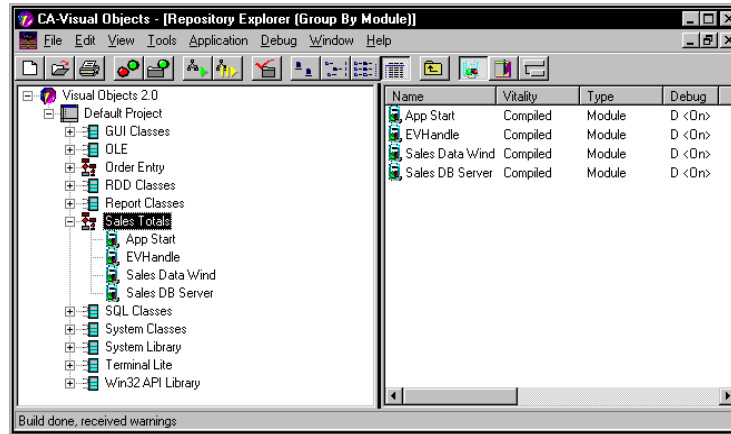 CA-Visual Objects - [Repository Explorer (Group By Module)]
File Edit View Tools Application Debug Window Help
Visual Objects 2.0
Default Project
GUI Classes
OLE
Order Entry
RDD Classes
Report Classes
Sales Totals
App Start
EVHandle
Sales Data Wind
Sales DB Server
SQL Classes
System Classes
System Library
Terminal Lite
Win32 API Library
Name Vitality Type Debug
App Start Compiled Module D <On>
EVHandle Compiled Module D <On>
Sales Data Wind Compiled Module D <On>
Sales DB Server Compiled Module D <On>
Build done, received warnings